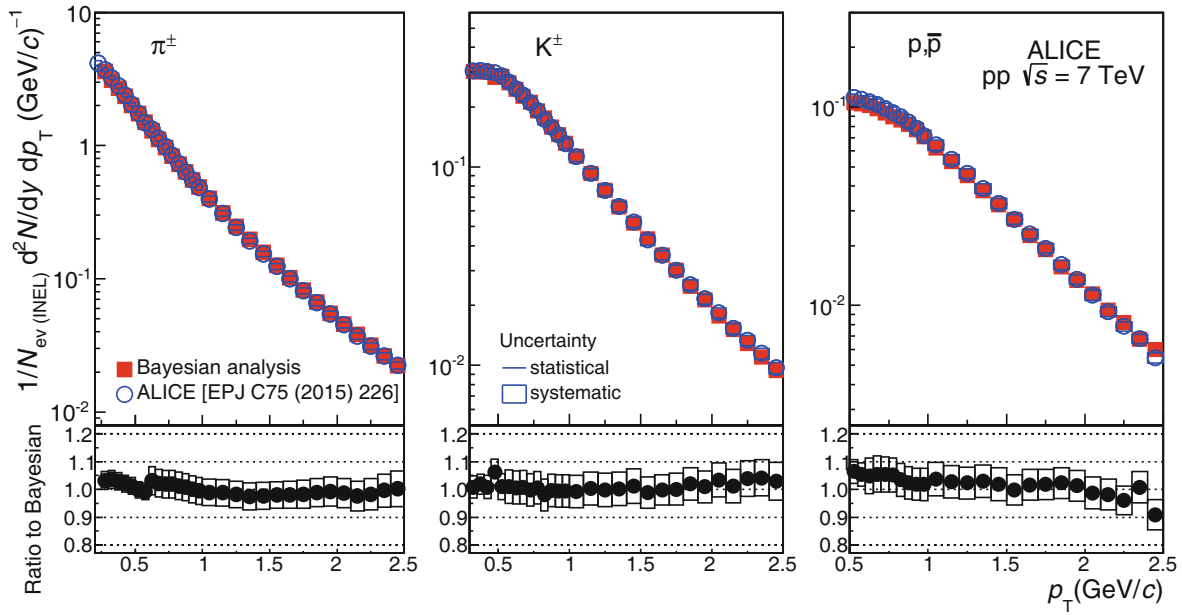 1/N_ev (INEL) d²N/dy dp_T (GeV/c)⁻¹
10
1
10⁻¹
10⁻²
π±
Bayesian analysis
ALICE [EPJ C75 (2015) 226]
10⁻¹
10⁻²
K±
Uncertainty
statistical
systematic
10⁻¹
10⁻²
p,p̅
ALICE
pp √s = 7 TeV
Ratio to Bayesian
1.2
1.1
1.0
0.9
0.8
0.5 1 1.5 2 2.5
1.2
1.1
1.0
0.9
0.8
0.5 1 1.5 2 2.5
1.2
1.1
1.0
0.9
0.8
0.5 1 1.5 2 2.5
p_T (GeV/c)